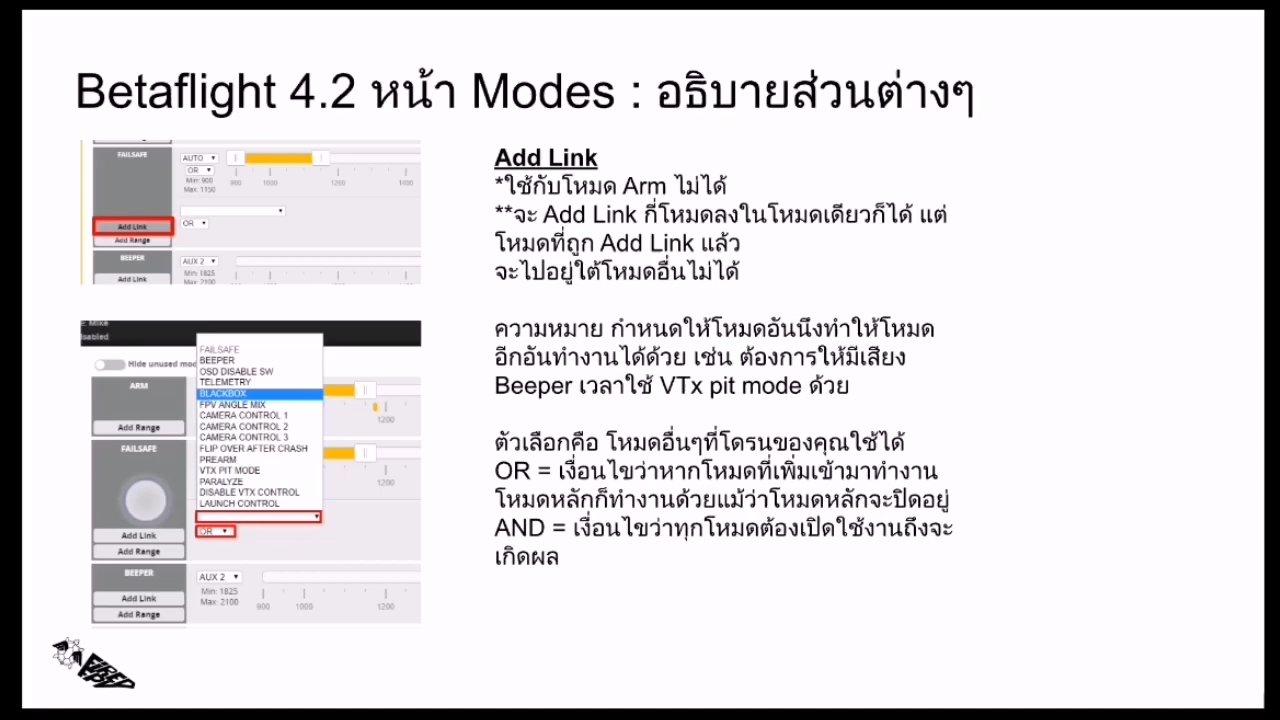 Betaflight 4.2 หน้า Modes : อธิบายส่วนต่างๆ
FAILSAFE
AUTO
OR
Min: 900
Max: 1150
900 1000 1200 1400
OR
Add Link
Add Range
BEEPER
AUX 2
Min: 1825
Max: 2100
Add Link
Add Link
*ใช้กับโหมด Arm ไม่ได้
**จะ Add Link กี่โหมดลงในโหมดเดียวก็ได้ แต่
โหมดที่ถูก Add Link แล้ว
จะไปอยู่ใต้โหมดอื่นไม่ได้
ความหมาย กำหนดให้โหมดอันนึงทำให้โหมด
อีกอันทำงานได้ด้วย เช่น ต้องการให้มีเสียง
Beeper เวลาใช้ VTx pit mode ด้วย
ตัวเลือกคือ โหมดอื่นๆที่โดรนของคุณใช้ได้
OR = เงื่อนไขว่าหากโหมดที่เพิ่มเข้ามาทำงาน
โหมดหลักก็ทำงานด้วยแม้ว่าโหมดหลักจะปิดอยู่
AND = เงื่อนไขว่าทุกโหมดต้องเปิดใช้งานถึงจะ
เกิดผล
: Mike
sabled
Hide unused mo
ARM
Add Range
1200
FAILSAFE
BEEPER
OSD DISABLE SW
TELEMETRY
BLACKBOX
FPV ANGLE MIX
CAMERA CONTROL 1
CAMERA CONTROL 2
CAMERA CONTROL 3
FLIP OVER AFTER CRASH
PREARM
VTX PIT MODE
PARALYZE
DISABLE VTX CONTROL
LAUNCH CONTROL
FAILSAFE
1200
OR
Add Link
Add Range
BEEPER
AUX 2
Min: 1825
Max: 2100
900 1000 1200
Add Link
Add Range